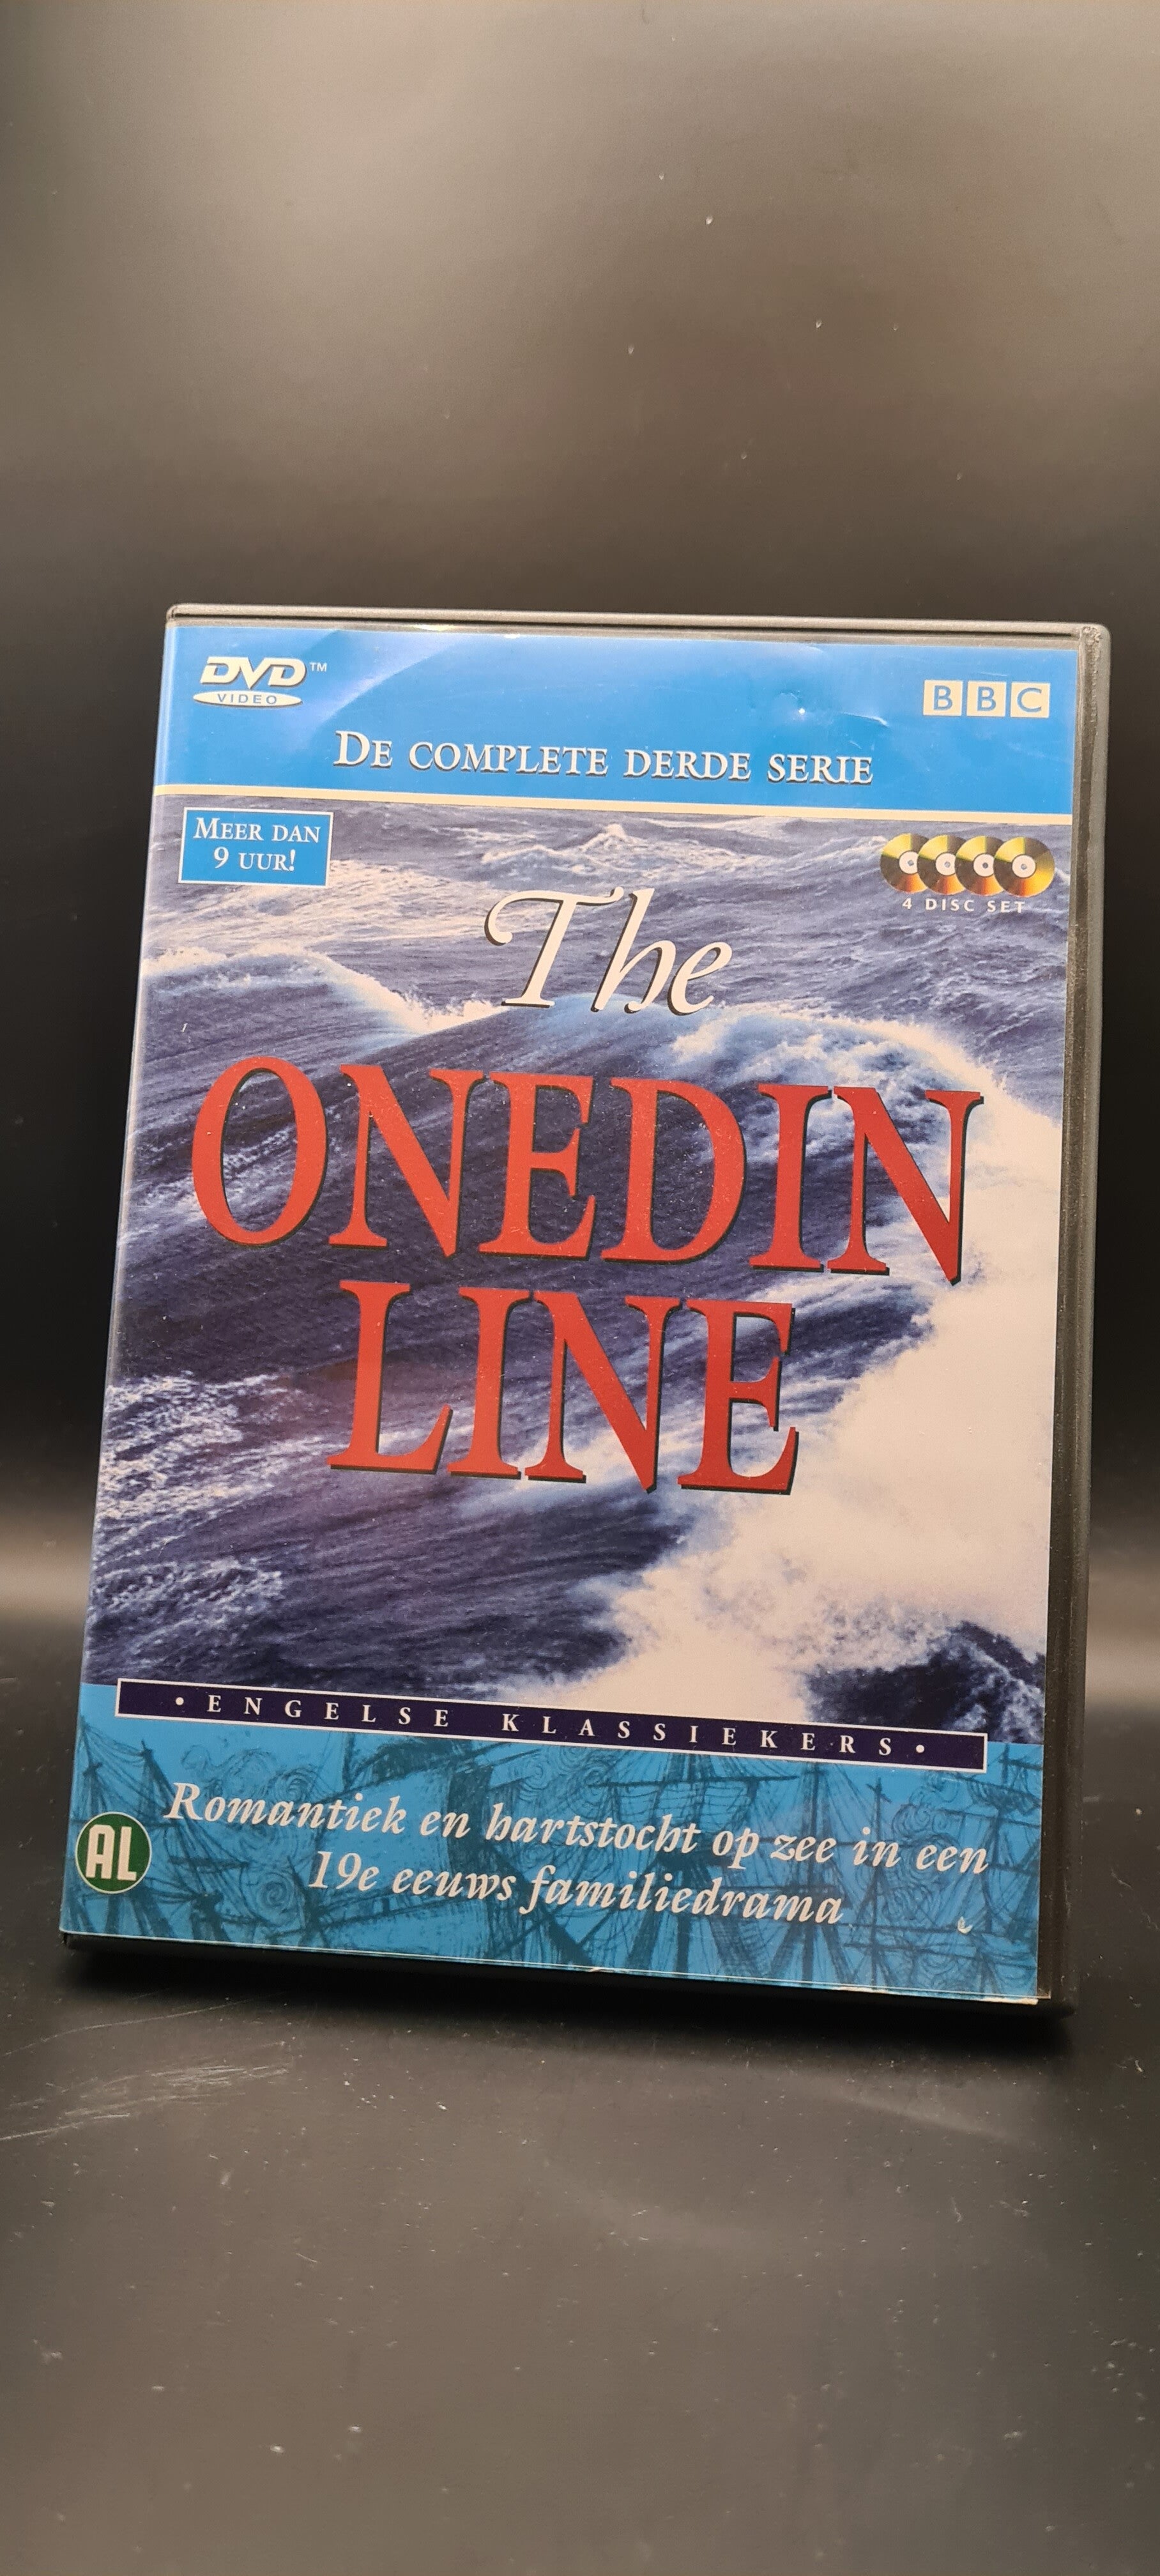 DVD™
VIDEO
BBC
DE COMPLETE DERDE SERIE
MEER DAN
9 UUR!
4 DISC SET
The
ONEDIN
LINE
• ENGELSE KLASSIEKERS •
Romantiek en hartstocht op zee in een
19e eeuws familiedrama
AL